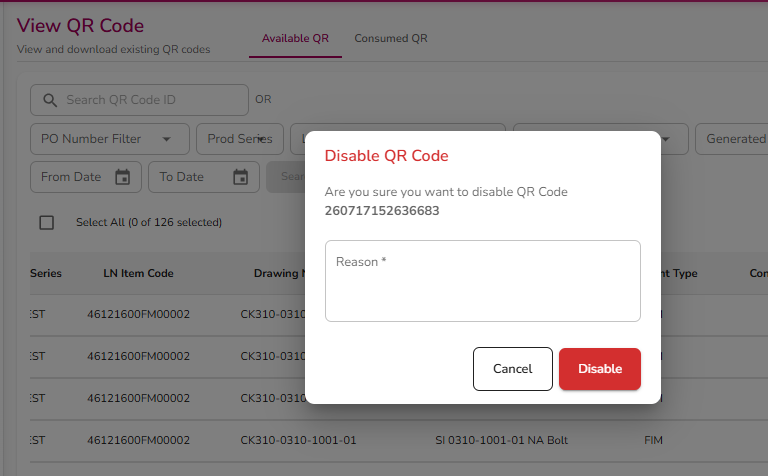 View QR Code
View and download existing QR codes
Available QR
Consumed QR
Search QR Code ID
OR
PO Number Filter
Prod Series
Generated
From Date
To Date
Sear
Select All (0 of 126 selected)
Series LN Item Code Drawing N nt Type Con
EST 46121600FM00002 CK310-0310
EST 46121600FM00002 CK310-0310
EST 46121600FM00002 CK310-0310
EST 46121600FM00002 CK310-0310-1001-01 SI 0310-1001-01 NA Bolt FIM
Disable QR Code
Are you sure you want to disable QR Code
260717152636683
Reason *
Cancel
Disable